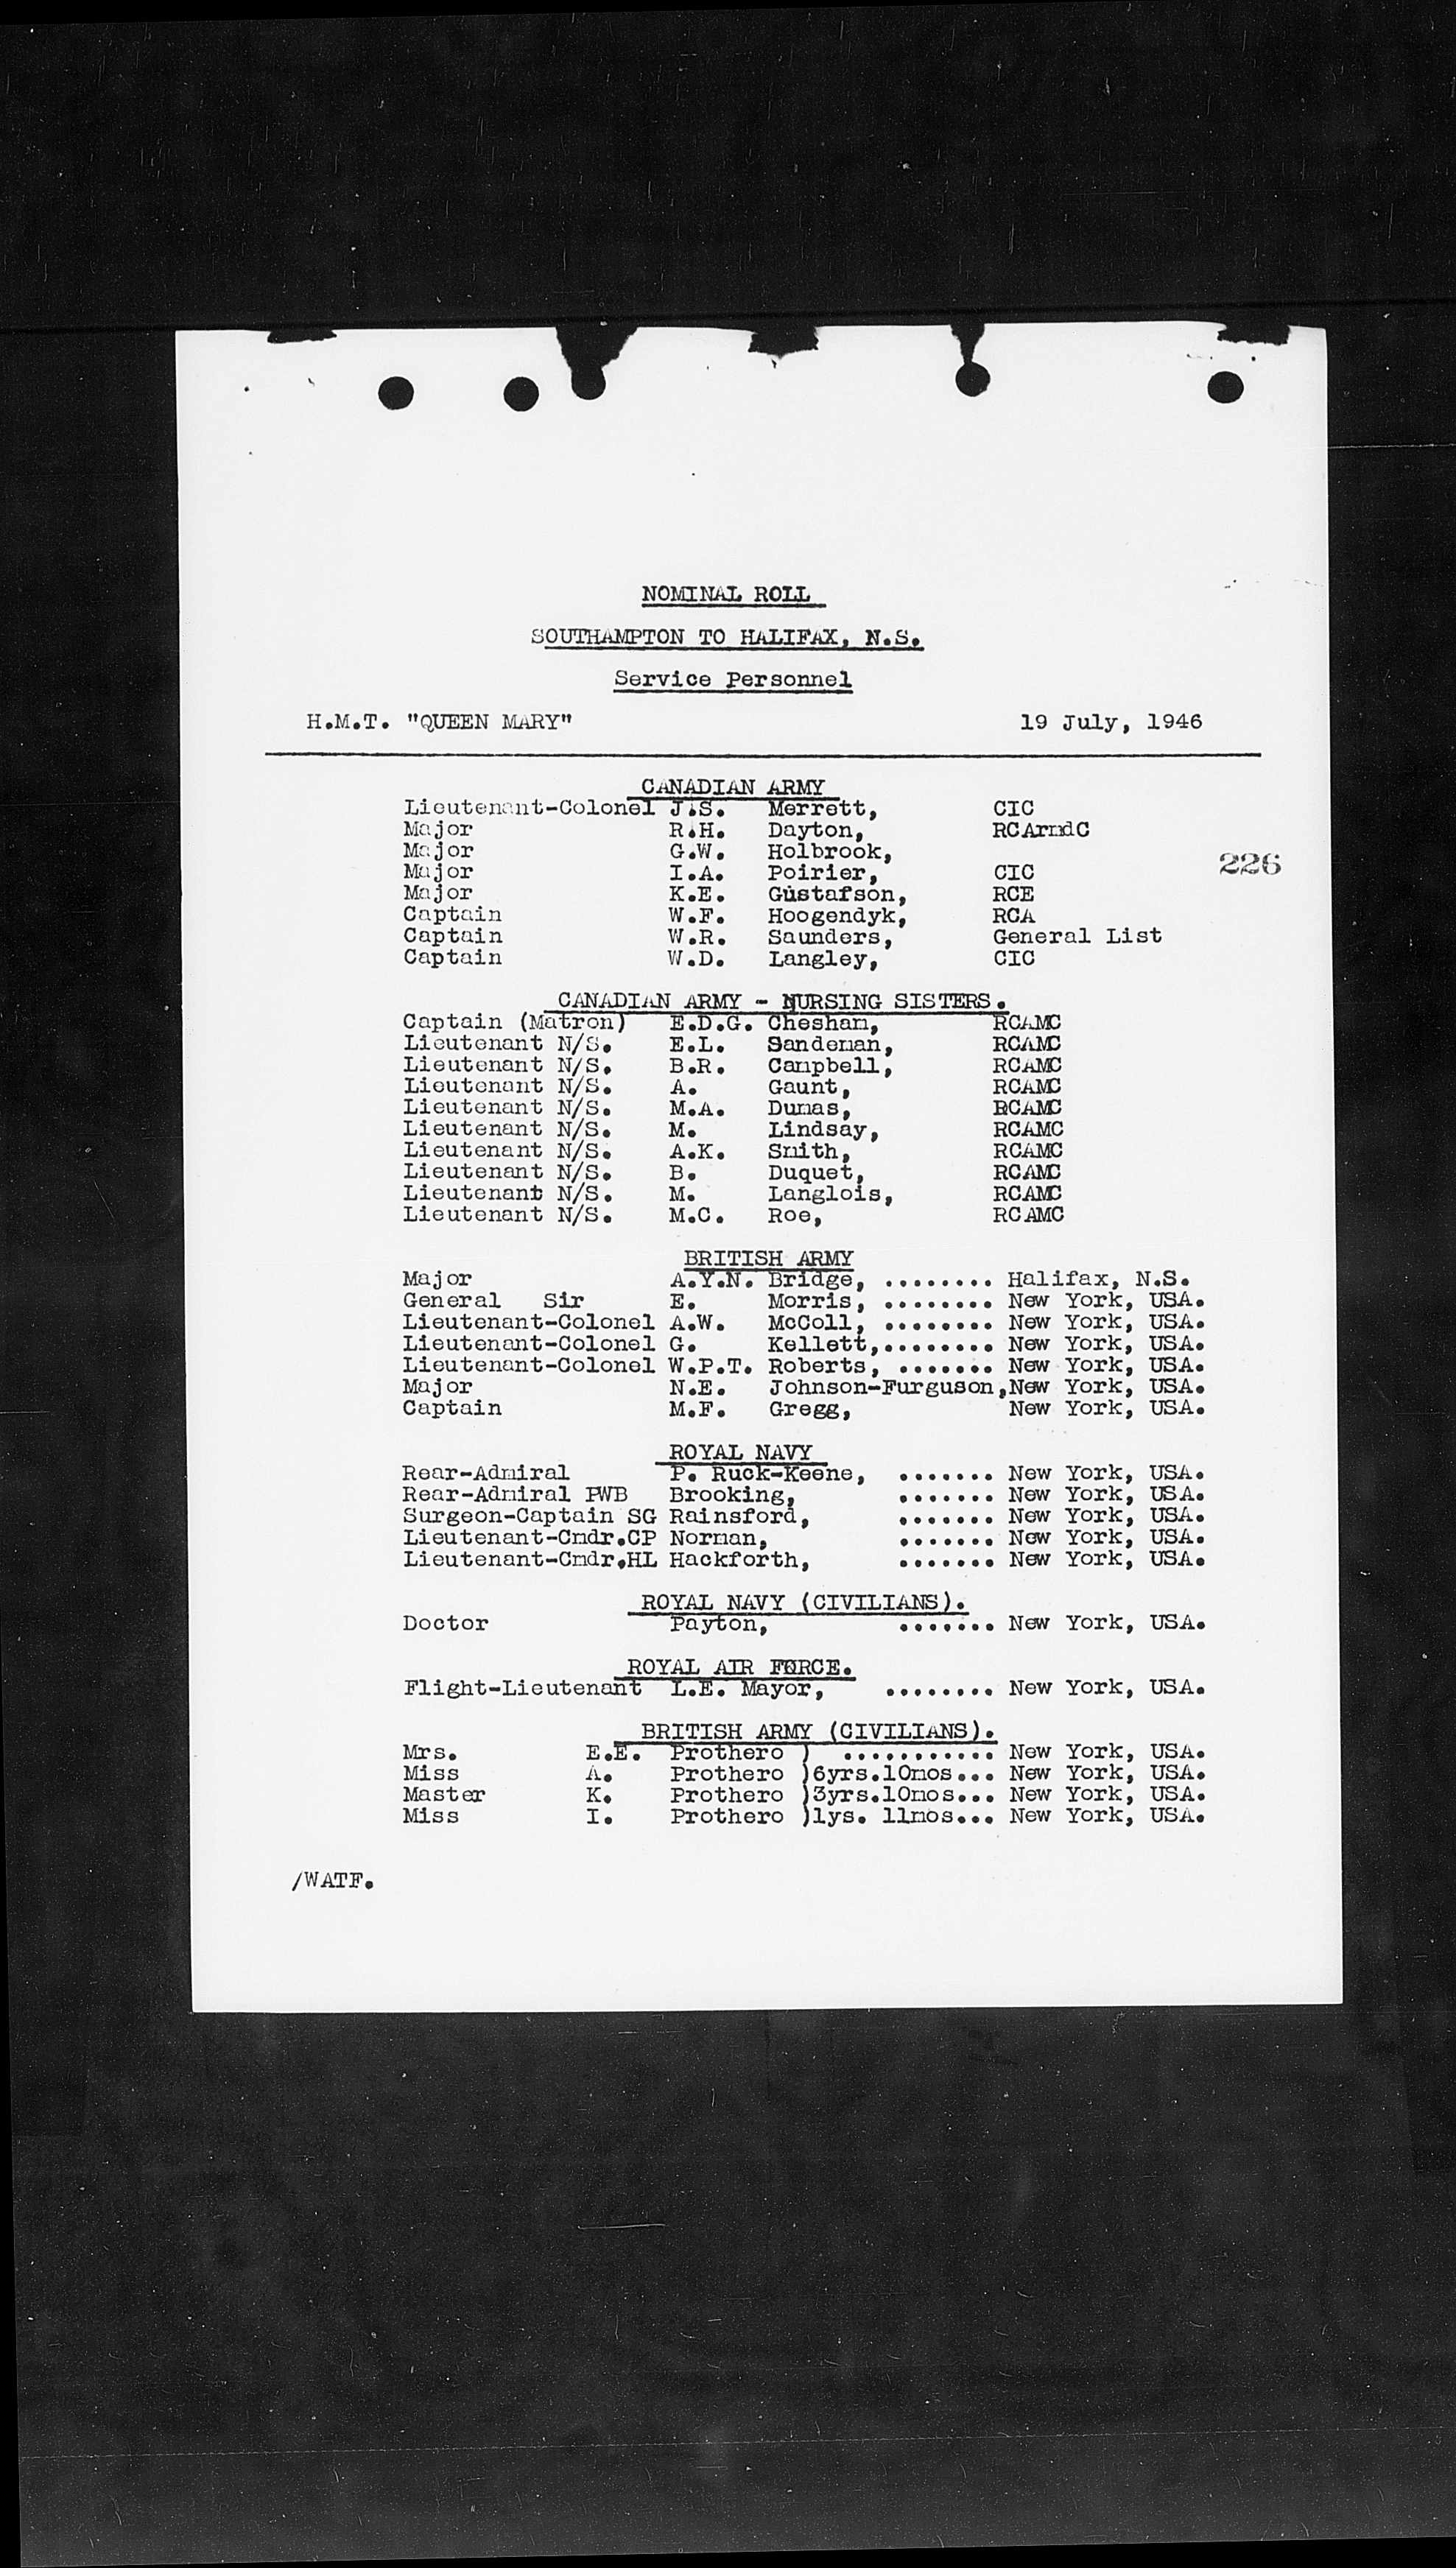 NOMINAL ROLL
SOUTHAMPTON TO HALIFAX, N.S.
Service Personnel
H.M.T. "QUEEN MARY" 19 July, 1946
CANADIAN ARMY
Lieutenant-Colonel J.S. Merrett, CIC
Major R.H. Dayton, RCArmdC
Major G.W. Holbrook,
226
Major I.A. Poirier, CIC
Major K.E. Gustafson, RCE
Captain W.F. Hoogendyk, RCA
Captain W.R. Saunders, General List
Captain W.D. Langley, CIC
CANADIAN ARMY - NURSING SISTERS.
Captain (Matron) E.D.G. Chesham, RCAMC
Lieutenant N/S. E.L. Sandeman, RCAMC
Lieutenant N/S. B.R. Campbell, RCAMC
Lieutenant N/S. A. Gaunt, RCAMC
Lieutenant N/S. M.A. Dumas, RCAMC
Lieutenant N/S. M. Lindsay, RCAMC
Lieutenant N/S. A.K. Smith, RCAMC
Lieutenant N/S. B. Duquet, RCAMC
Lieutenant N/S. M. Langlois, RCAMC
Lieutenant N/S. M.C. Roe, RCAMC
BRITISH ARMY
Major A.Y.N. Bridge, ........ Halifax, N.S.
General Sir E. Morris, ........ New York, USA.
Lieutenant-Colonel A.W. McColl, ........ New York, USA.
Lieutenant-Colonel G. Kellett,........ New York, USA.
Lieutenant-Colonel W.P.T. Roberts, ....... New York, USA.
Major N.E. Johnson-Furguson,New York, USA.
Captain M.F. Gregg, New York, USA.
ROYAL NAVY
Rear-Admiral P. Ruck-Keene, ....... New York, USA.
Rear-Admiral PWB Brooking, ....... New York, USA.
Surgeon-Captain SG Rainsford, ....... New York, USA.
Lieutenant-Cmdr.CP Norman, ....... New York, USA.
Lieutenant-Cmdr.HL Hackforth, ....... New York, USA.
ROYAL NAVY (CIVILIANS).
Doctor Payton, ....... New York, USA.
ROYAL AIR FORCE.
Flight-Lieutenant L.E. Mayor, ........ New York, USA.
BRITISH ARMY (CIVILIANS).
Mrs. E.E. Prothero ) ........... New York, USA.
Miss A. Prothero )6yrs.10mos... New York, USA.
Master K. Prothero )3yrs.10mos... New York, USA.
Miss I. Prothero )1ys. 11mos... New York, USA.
/WATF.